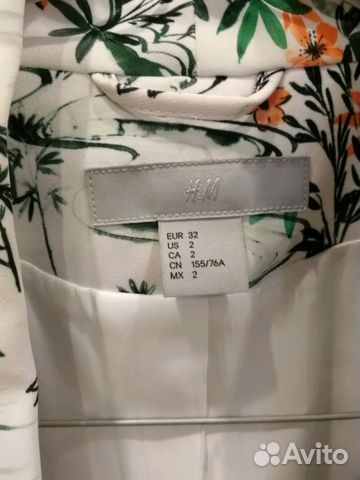 H&M
EUR 32
US 2
CA 2
CN 155/76A
MX 2
Avito